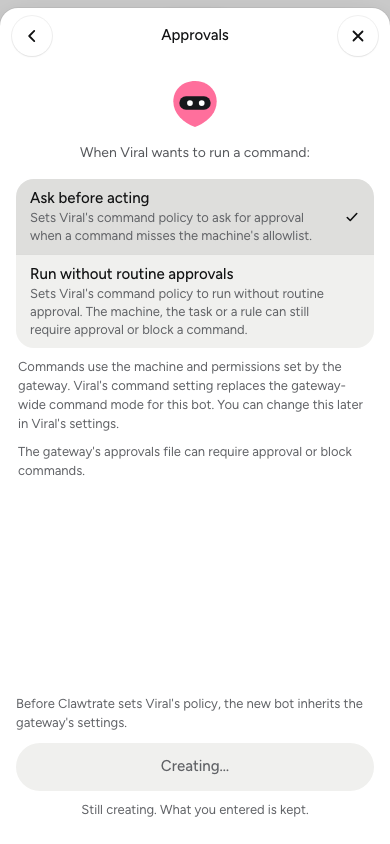 Approvals
When Viral wants to run a command:
Ask before acting
Sets Viral's command policy to ask for approval
when a command misses the machine's allowlist.
Run without routine approvals
Sets Viral's command policy to run without routine
approval. The machine, the task or a rule can still
require approval or block a command.
Commands use the machine and permissions set by the
gateway. Viral's command setting replaces the gateway-
wide command mode for this bot. You can change this later
in Viral's settings.
The gateway's approvals file can require approval or block
commands.
Before Clawtrate sets Viral's policy, the new bot inherits the
gateway's settings.
Creating...
Still creating. What you entered is kept.